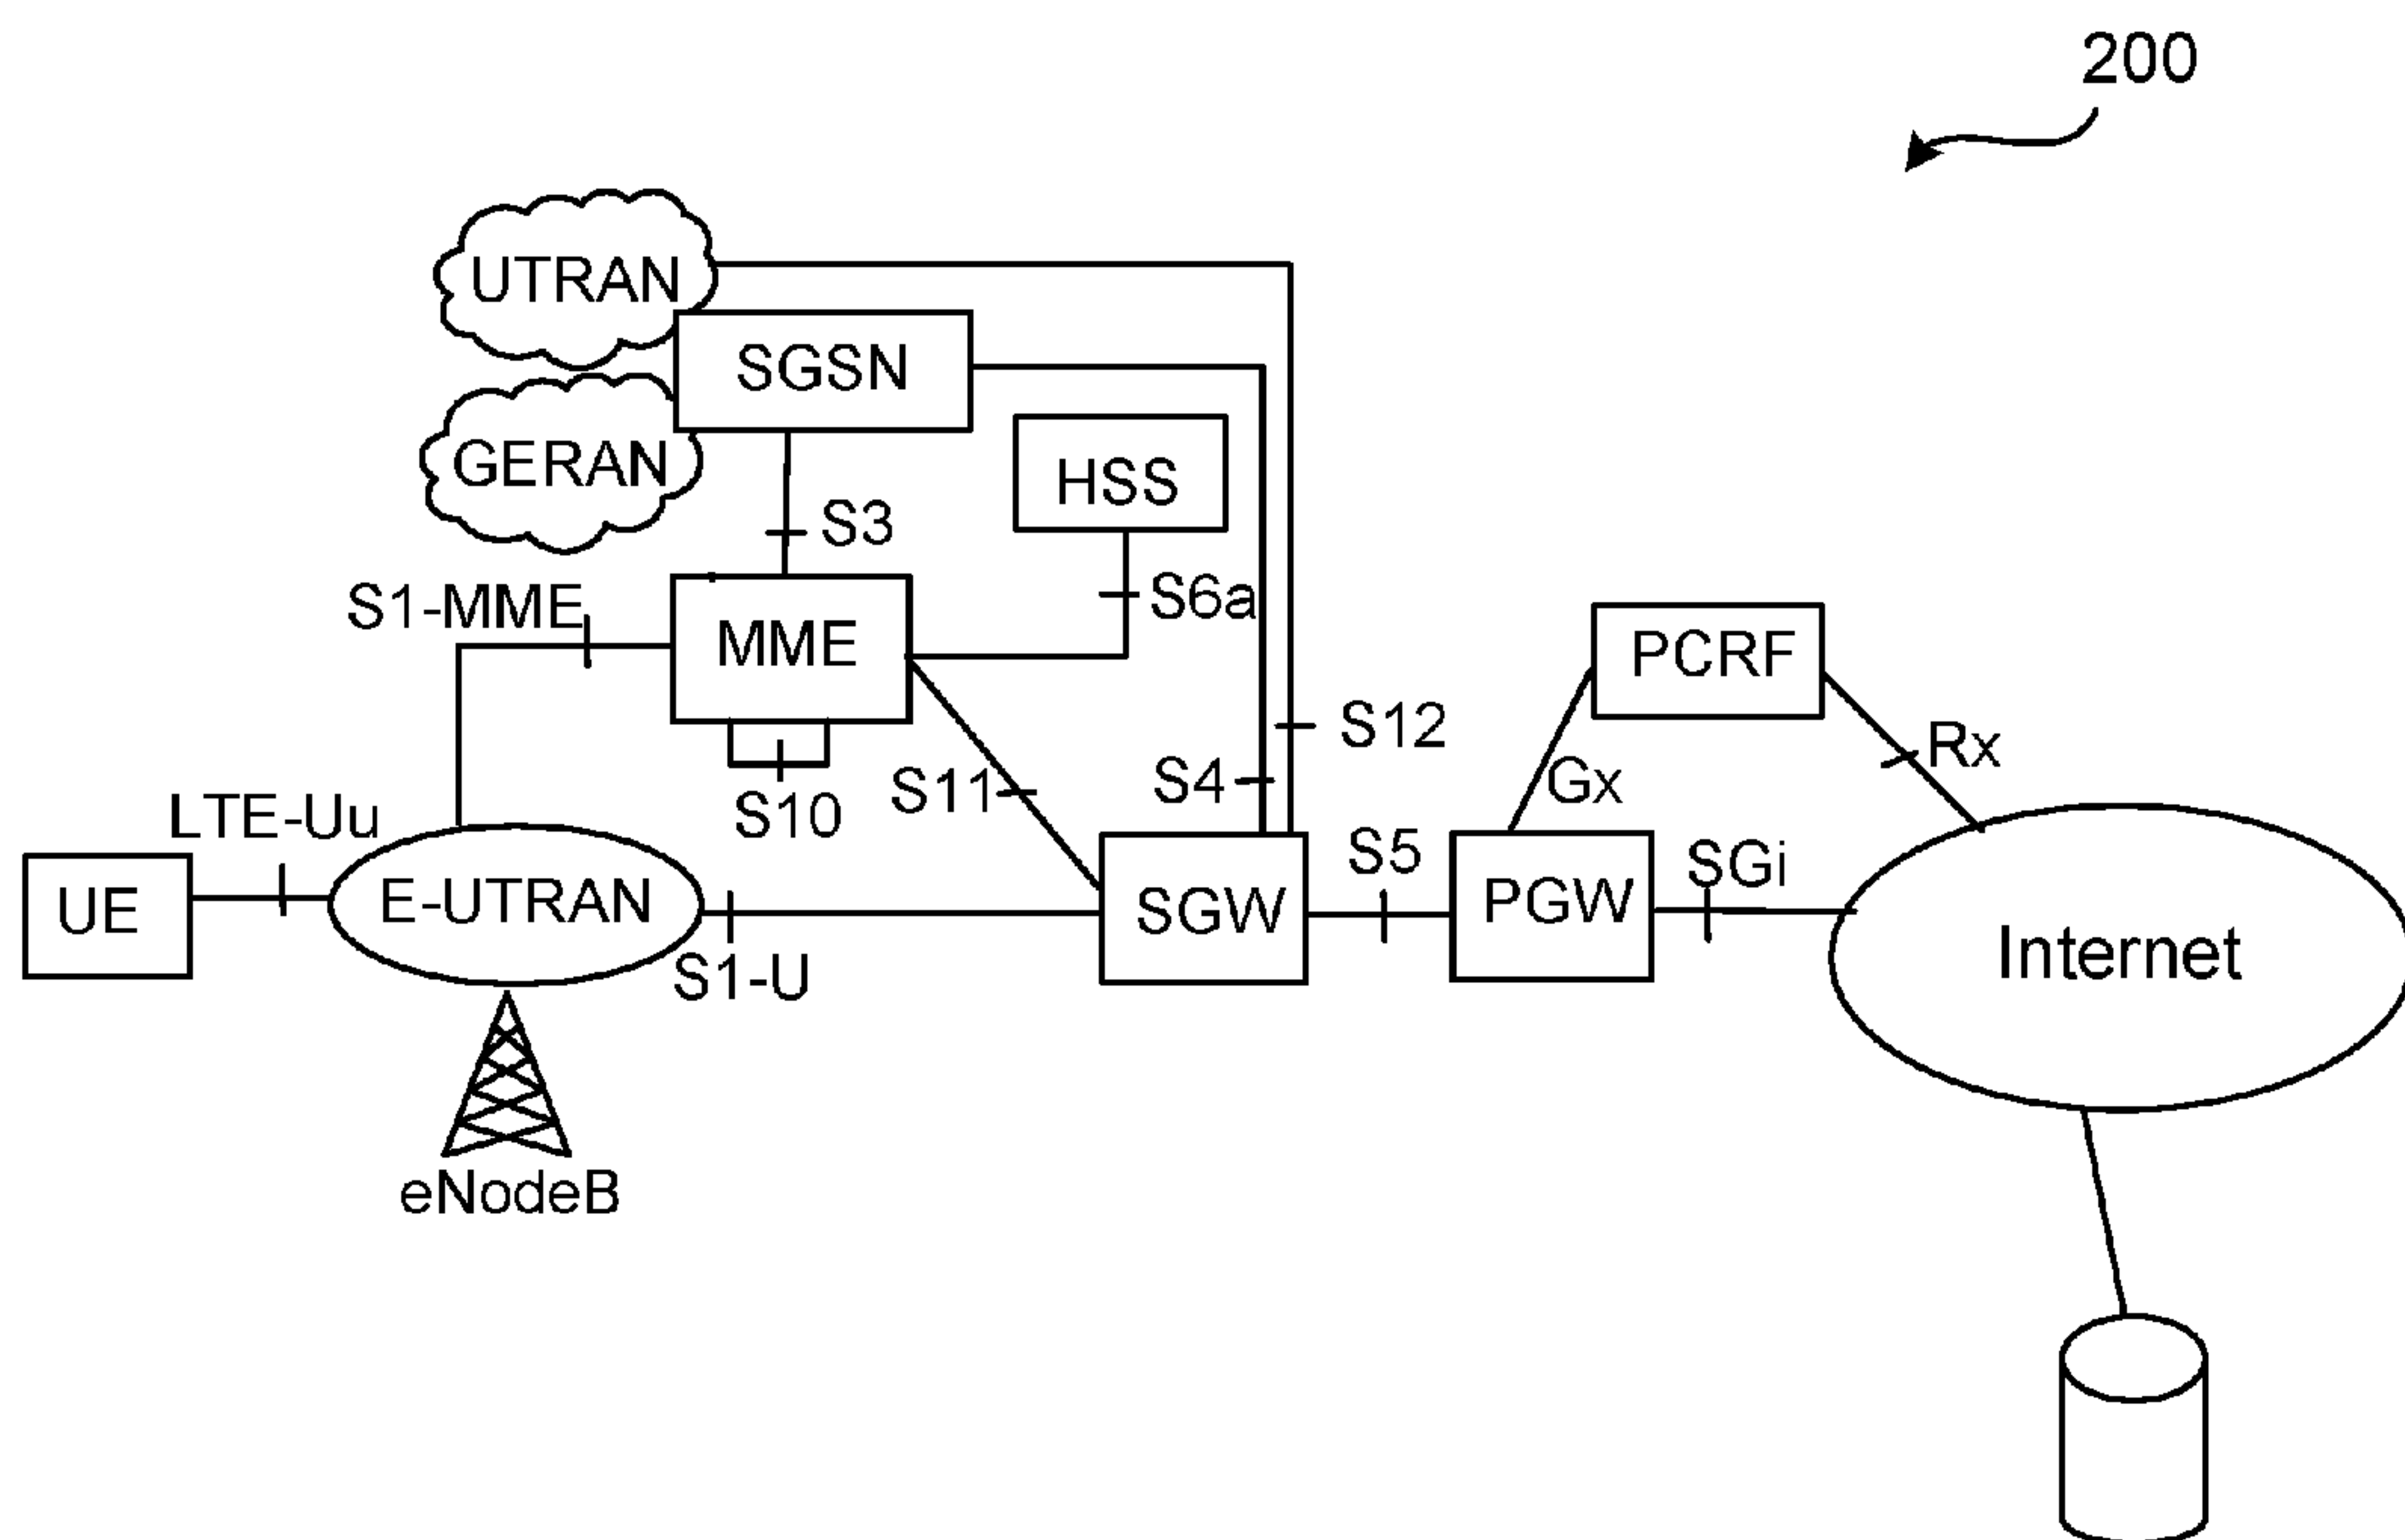 200
UTRAN
SGSN
GERAN
HSS
S3
S1-MME
S6a
MME
PCRF
S12
Rx
S11
S4
Gx
S10
LTE-Uu
S5
SGi
UE
E-UTRAN
SGW
PGW
Internet
S1-U
eNodeB